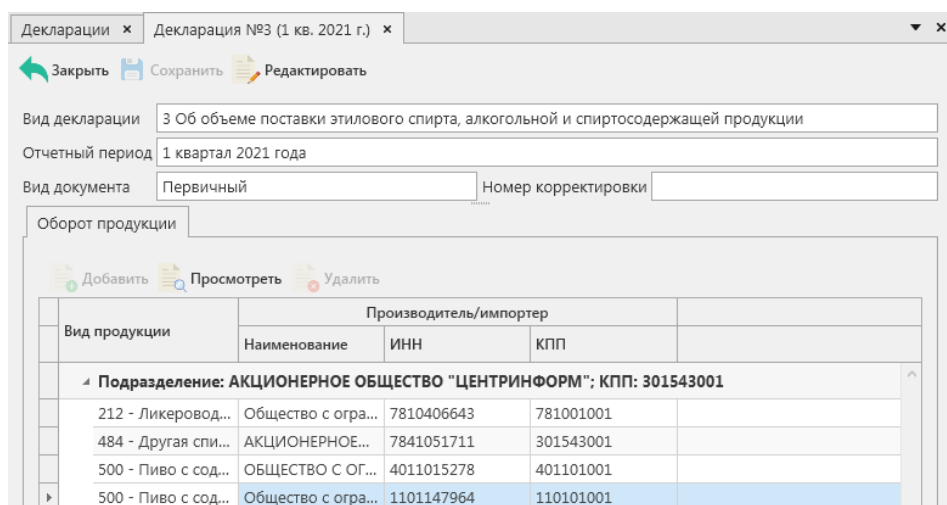 Декларации × Декларация №3 (1 кв. 2021 г.) ×
Закрыть Сохранить Редактировать
Вид декларации 3 Об объеме поставки этилового спирта, алкогольной и спиртосодержащей продукции
Отчетный период 1 квартал 2021 года
Вид документа Первичный Номер корректировки
Оборот продукции
Добавить Просмотреть Удалить
Производитель/импортер
Вид продукции
Наименование ИНН КПП
Подразделение: АКЦИОНЕРНОЕ ОБЩЕСТВО "ЦЕНТРИНФОРМ"; КПП: 301543001
212 - Ликеровод... Общество с огра... 7810406643 781001001
484 - Другая спи... АКЦИОНЕРНОЕ... 7841051711 301543001
500 - Пиво с сод... ОБЩЕСТВО С ОГ... 4011015278 401101001
500 - Пиво с сод... Общество с огра... 1101147964 110101001